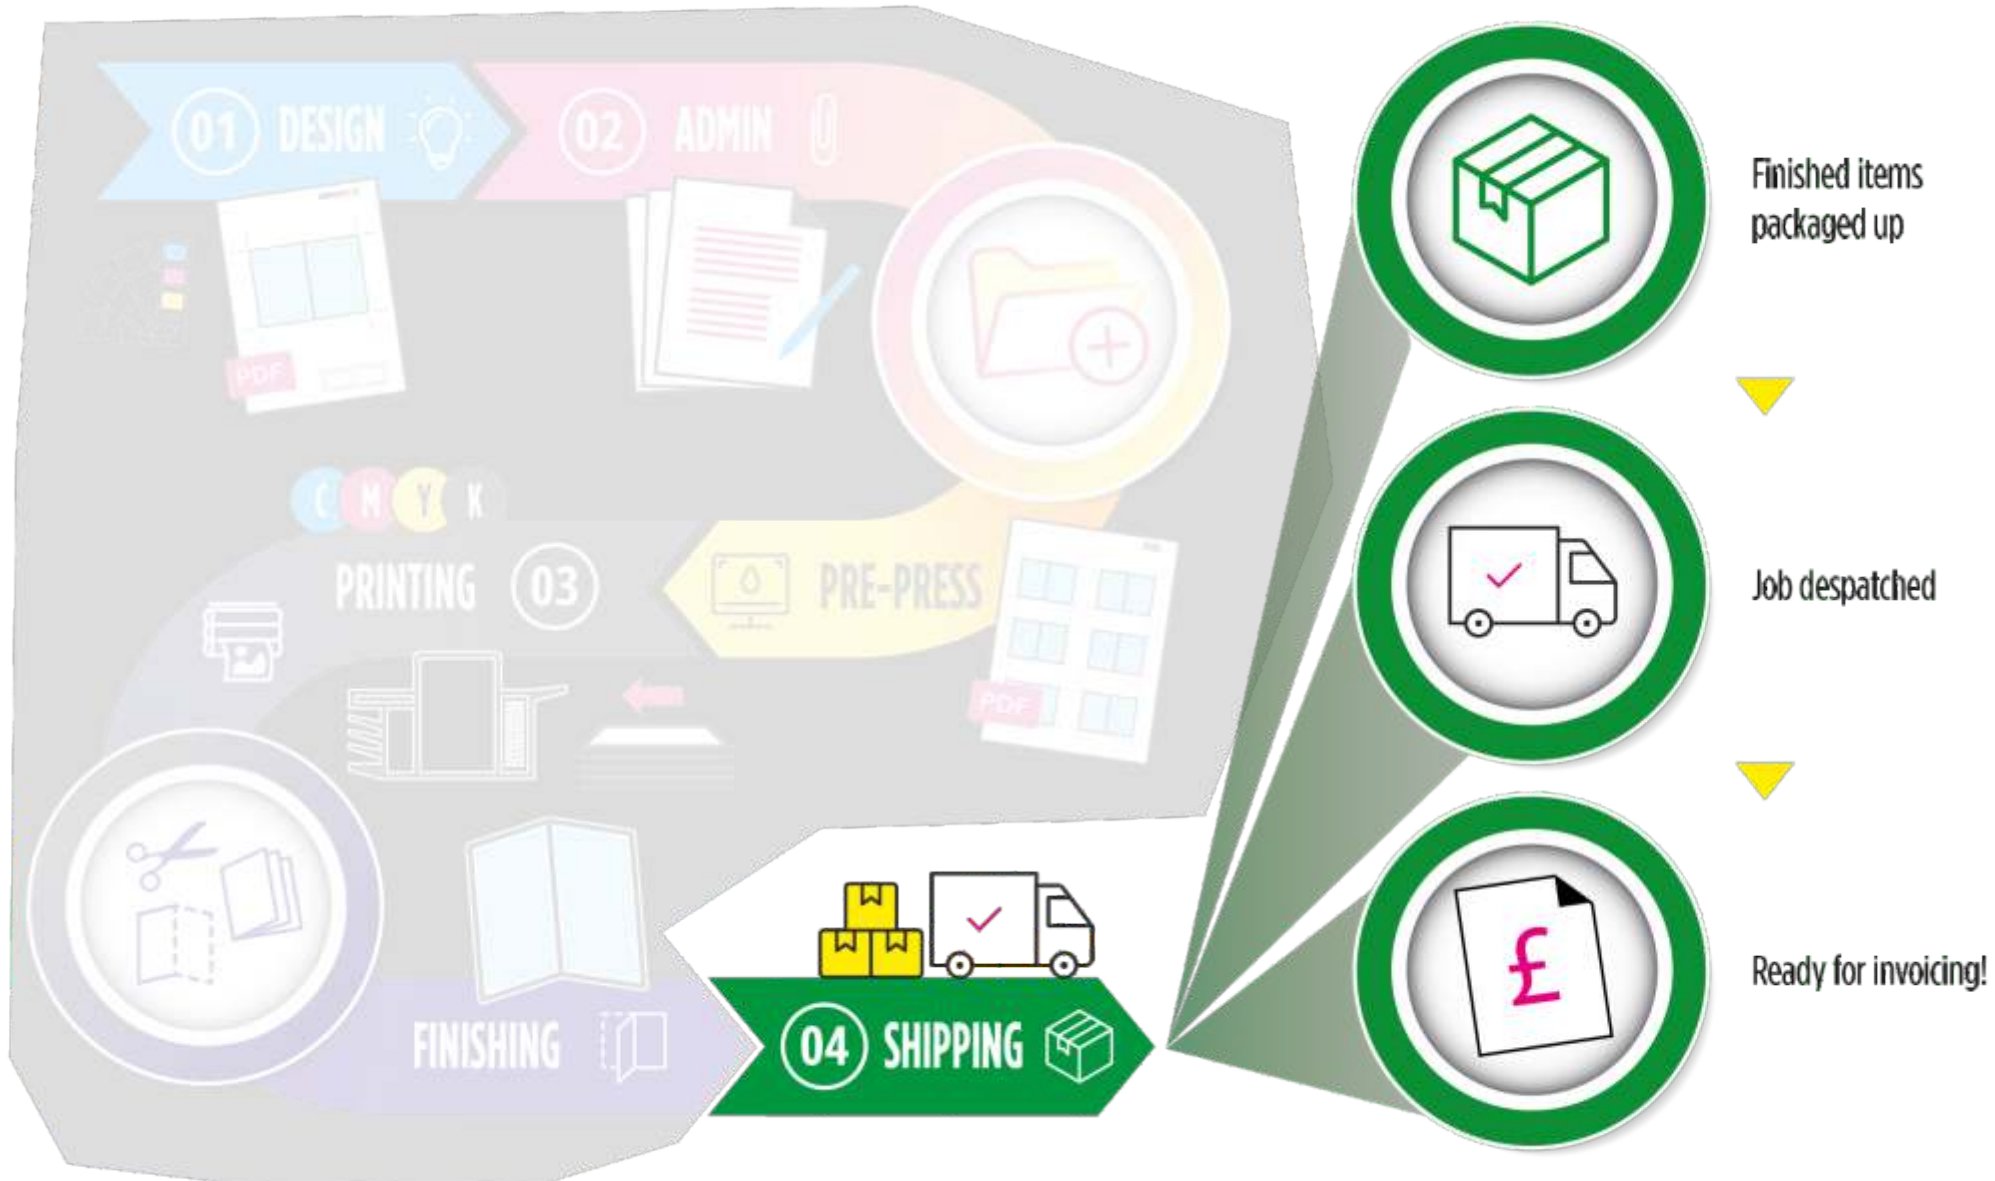 01 DESIGN
02 ADMIN
PDF
C M Y K
PRINTING 03
PRE-PRESS
PDF
FINISHING
04 SHIPPING
Finished items
packaged up
Job despatched
£
Ready for invoicing!